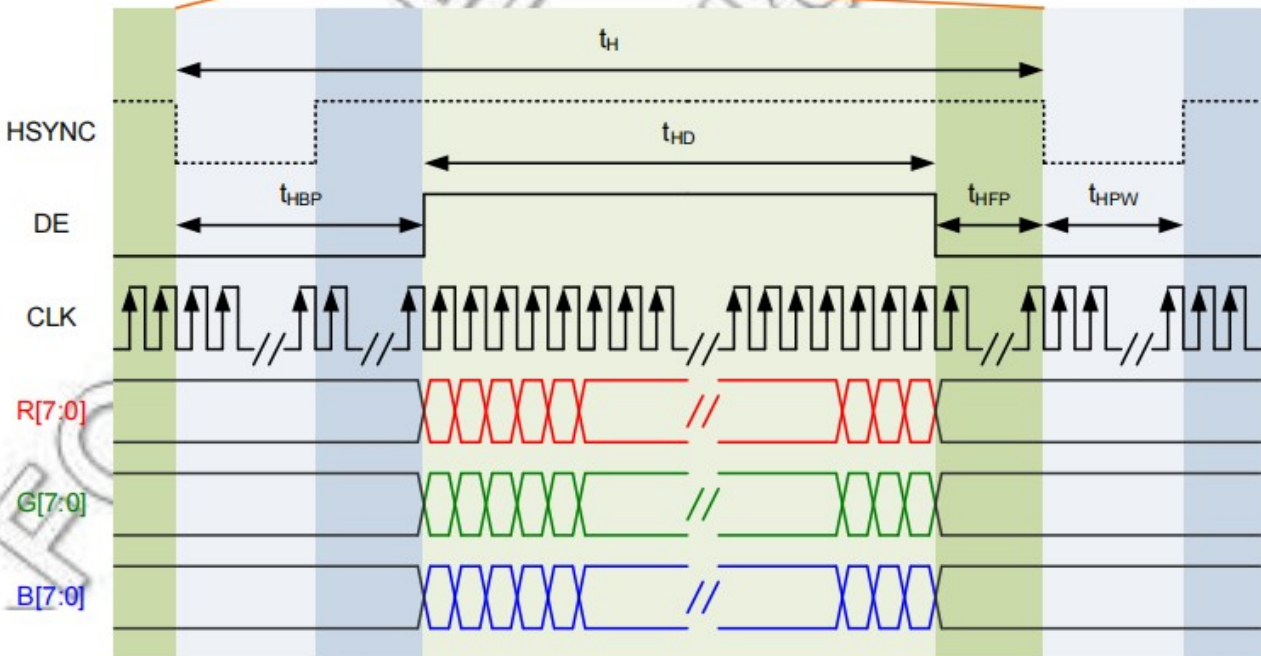 tH
HSYNC
tHD
tHBP
tHFP
tHPW
DE
CLK
R[7:0]
G[7:0]
B[7:0]